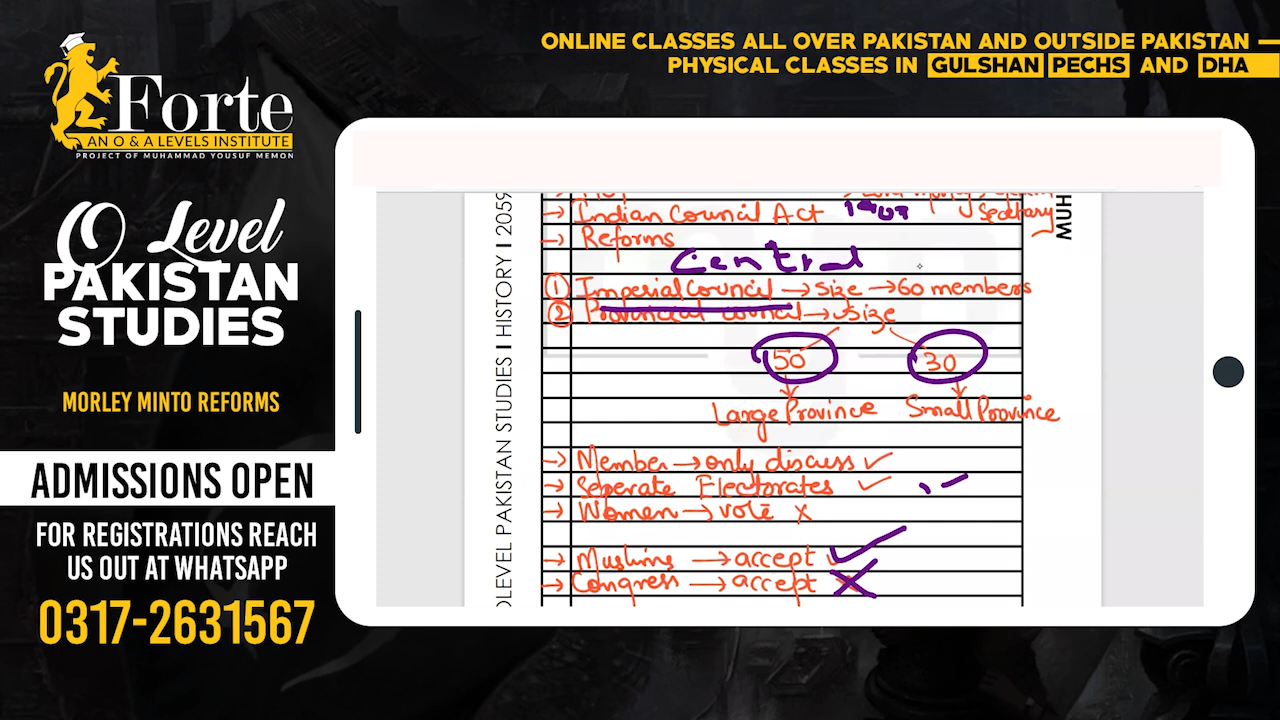 ONLINE CLASSES ALL OVER PAKISTAN AND OUTSIDE PAKISTAN
PHYSICAL CLASSES IN GULSHAN PECHS AND DHA
Forte
AN O & A LEVELS INSTITUTE
PROJECT OF MUHAMMAD YOUSUF MEMON
O Level
PAKISTAN
STUDIES
MORLEY MINTO REFORMS
ADMISSIONS OPEN
FOR REGISTRATIONS REACH
US OUT AT WHATSAPP
0317-2631567
OLEVEL PAKISTAN STUDIES I HISTORY I 2059
MUH
→ Indian Council Act
Secretary
→ Reforms
Central
① Imperial Council → Size → 60 members
② Provincial council → Size
50 30
Large Province Small Province
→ Member → only discuss ✓
→ Seperate Electorates ✓
→ Women → vote x
→ Muslims → accept ✓
→ Congress → accept x